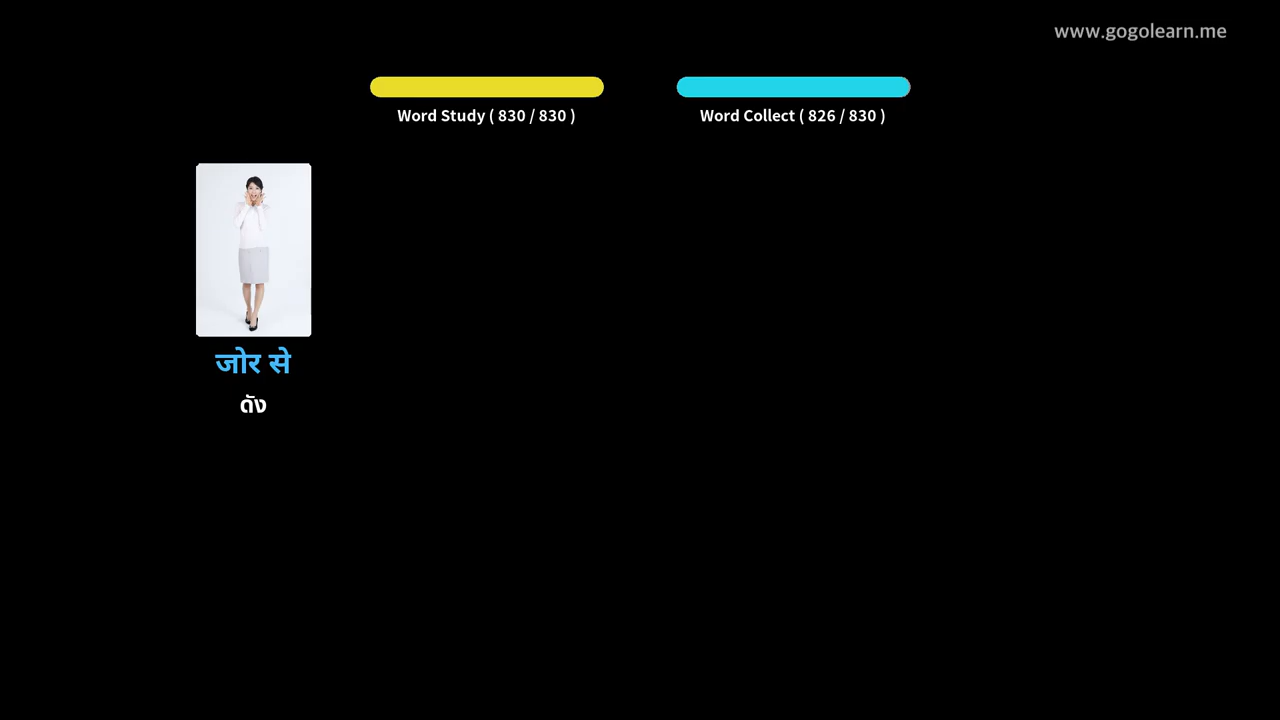 www.gogolearn.me
Word Study ( 830 / 830 )
Word Collect ( 826 / 830 )
जोर से
ดัง